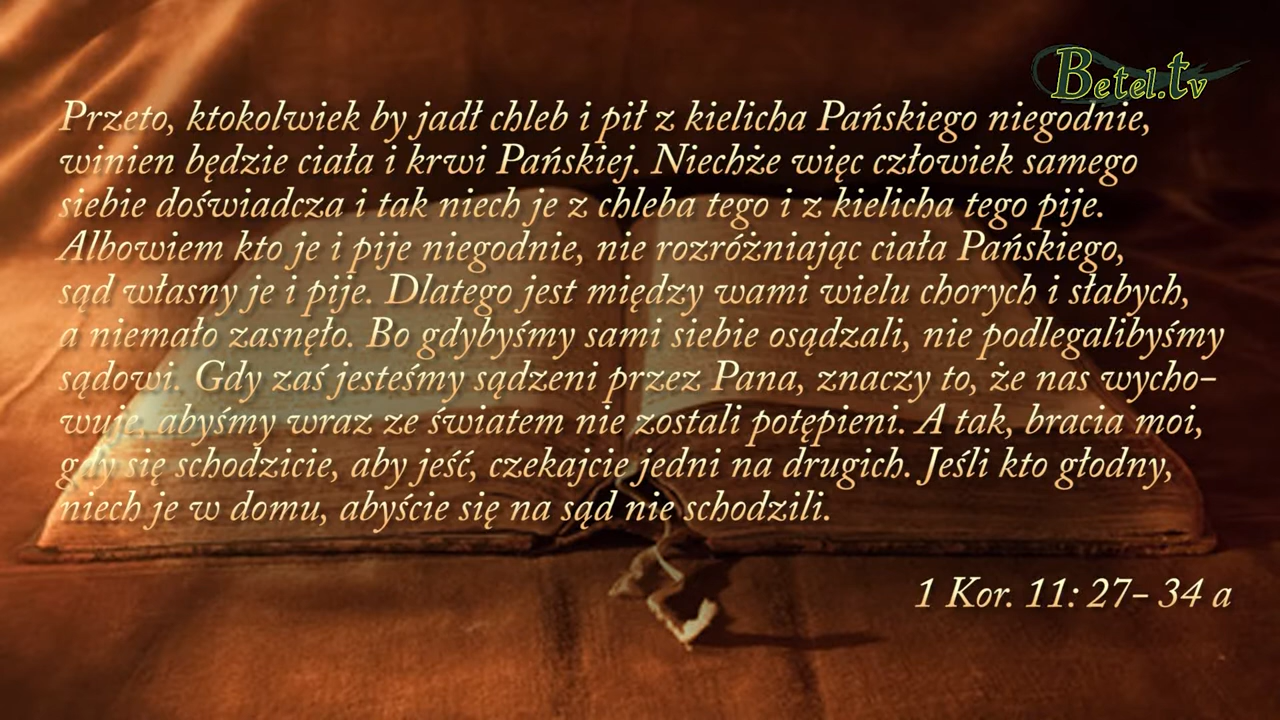 Betel.tv
Przeto, ktokolwiek by jadł chleb i pił z kielicha Pańskiego niegodnie,
winien będzie ciała i krwi Pańskiej. Niechże więc człowiek samego
siebie doświadcza i tak niech je z chleba tego i z kielicha tego pije.
Albowiem kto je i pije niegodnie, nie rozróżniając ciała Pańskiego,
sąd własny je i pije. Dlatego jest między wami wielu chorych i słabych,
a niemało zasnęło. Bo gdybyśmy sami siebie osądzali, nie podlegalibyśmy
sądowi. Gdy zaś jesteśmy sądzeni przez Pana, znaczy to, że nas wycho-
wuje, abyśmy wraz ze światem nie zostali potępieni. A tak, bracia moi,
gdy się schodzicie, aby jeść, czekajcie jedni na drugich. Jeśli kto głodny,
niech je w domu, abyście się na sąd nie schodzili.
1 Kor. 11: 27- 34 a